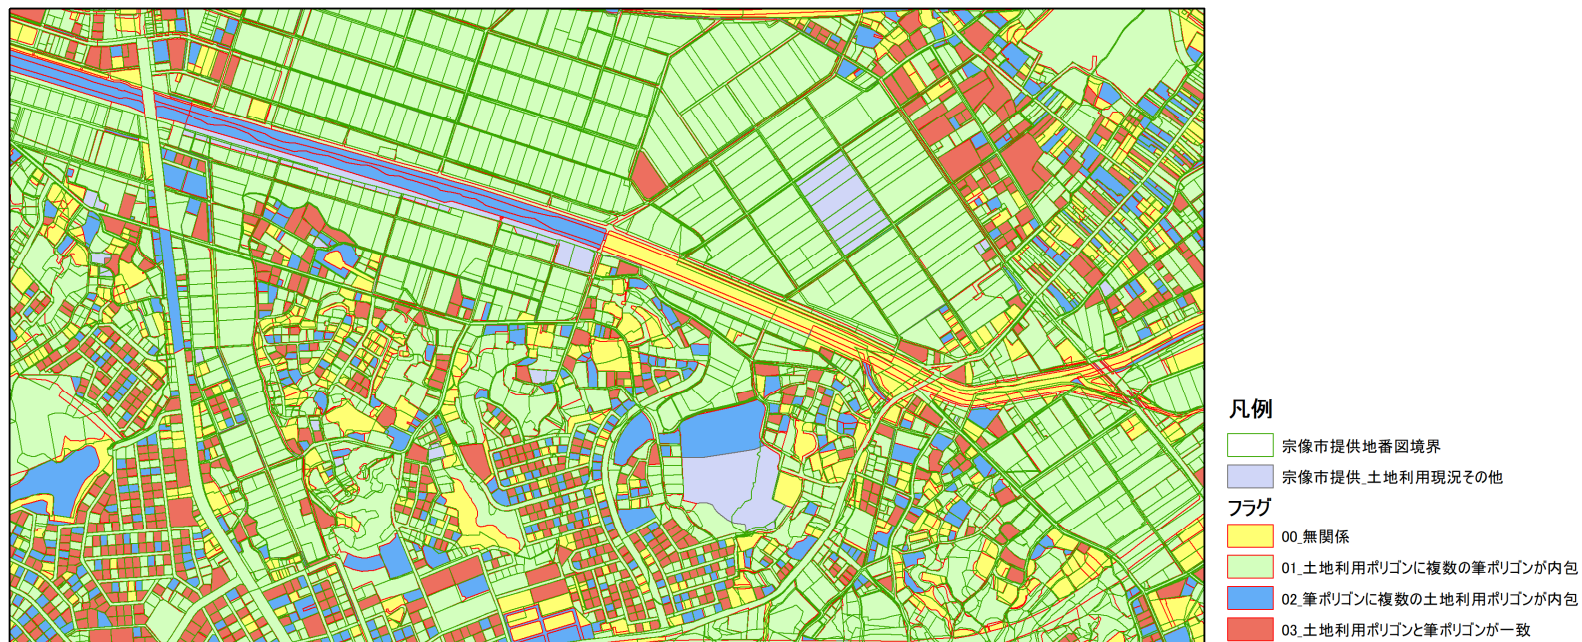 凡例
宗像市提供地番図境界
宗像市提供_土地利用現況その他
フラグ
00_無関係
01_土地利用ポリゴンに複数の筆ポリゴンが内包
02_筆ポリゴンに複数の土地利用ポリゴンが内包
03_土地利用ポリゴンと筆ポリゴンが一致